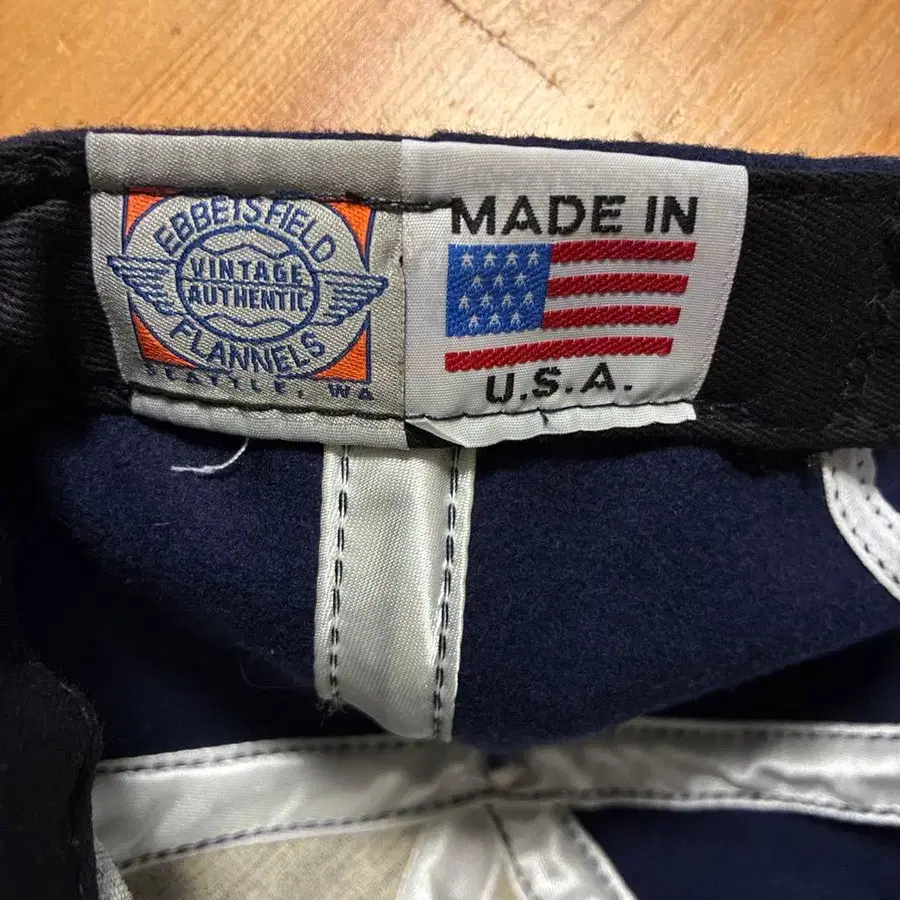 EBBETS FIELD
VINTAGE
AUTHENTIC
FLANNELS
SEATTLE, WA
MADE IN
U.S.A.